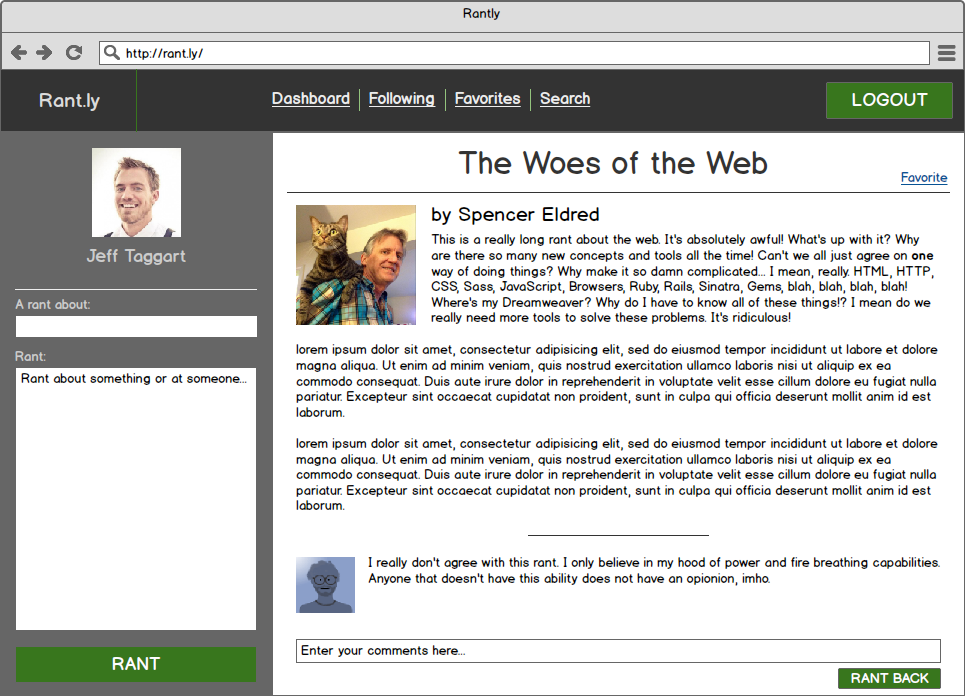 Rantly
http://rant.ly/
Rant.ly
Dashboard
Following
Favorites
Search
LOGOUT
Jeff Taggart
A rant about:
Rant:
Rant about something or at someone...
RANT
The Woes of the Web
Favorite
by Spencer Eldred
This is a really long rant about the web. It's absolutely awful! What's up with it? Why
are there so many new concepts and tools all the time! Can't we all just agree on one
way of doing things? Why make it so damn complicated... I mean, really. HTML, HTTP,
CSS, Sass, JavaScript, Browsers, Ruby, Rails, Sinatra, Gems, blah, blah, blah, blah!
Where's my Dreamweaver? Why do I have to know all of these things!? I mean do we
really need more tools to solve these problems. It's ridiculous!
lorem ipsum dolor sit amet, consectetur adipisicing elit, sed do eiusmod tempor incididunt ut labore et dolore
magna aliqua. Ut enim ad minim veniam, quis nostrud exercitation ullamco laboris nisi ut aliquip ex ea
commodo consequat. Duis aute irure dolor in reprehenderit in voluptate velit esse cillum dolore eu fugiat nulla
pariatur. Excepteur sint occaecat cupidatat non proident, sunt in culpa qui officia deserunt mollit anim id est
laborum.
lorem ipsum dolor sit amet, consectetur adipisicing elit, sed do eiusmod tempor incididunt ut labore et dolore
magna aliqua. Ut enim ad minim veniam, quis nostrud exercitation ullamco laboris nisi ut aliquip ex ea
commodo consequat. Duis aute irure dolor in reprehenderit in voluptate velit esse cillum dolore eu fugiat nulla
pariatur. Excepteur sint occaecat cupidatat non proident, sunt in culpa qui officia deserunt mollit anim id est
laborum.
I really don't agree with this rant. I only believe in my hood of power and fire breathing capabilities.
Anyone that doesn't have this ability does not have an opionion, imho.
Enter your comments here...
RANT BACK